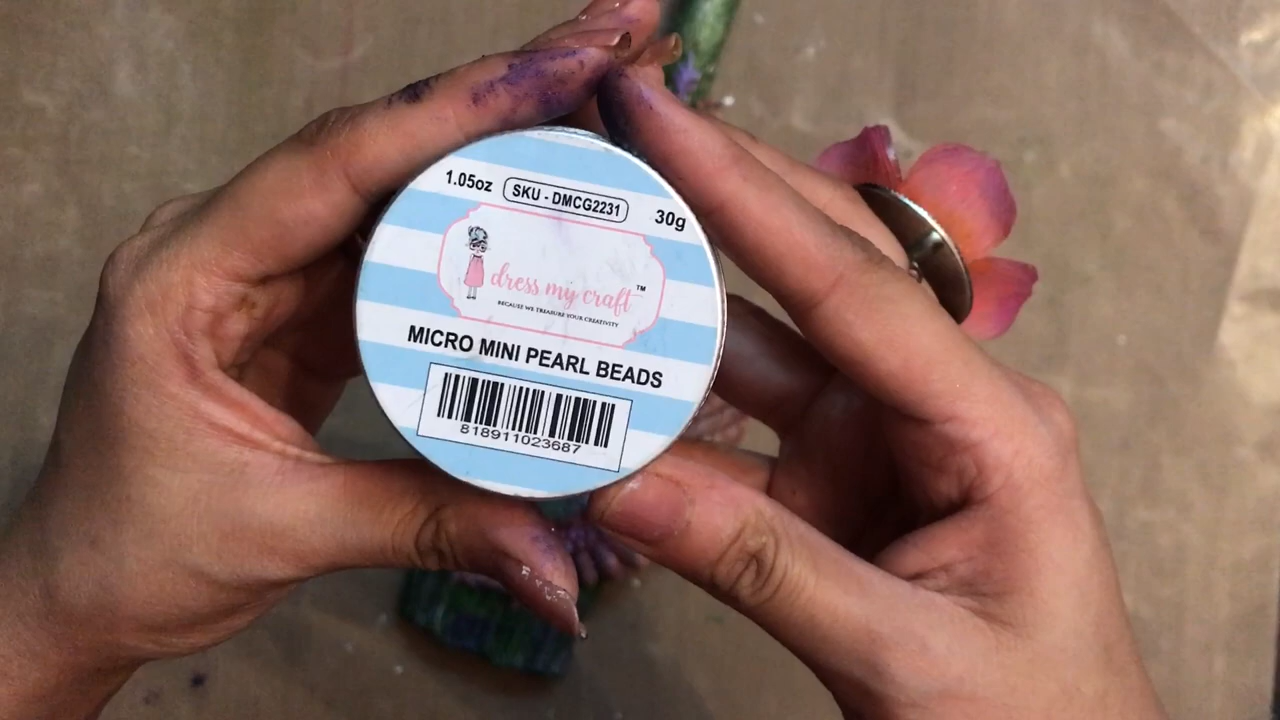 1.05oz SKU - DMCG2231 30g
dress my craft™
BECAUSE WE TREASURE YOUR CREATIVITY
MICRO MINI PEARL BEADS
818911023687